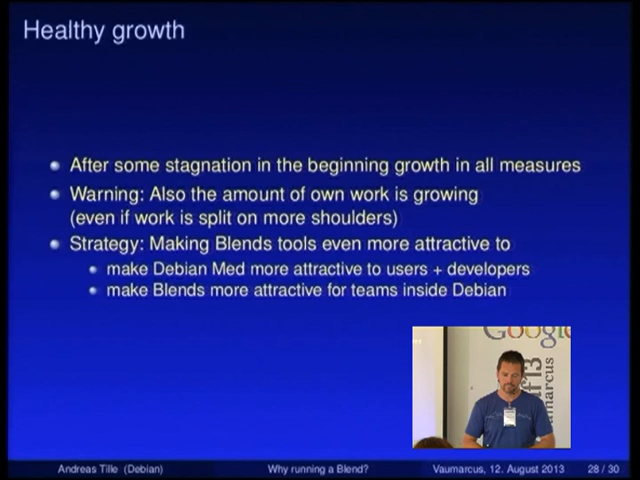 Healthy growth
After some stagnation in the beginning growth in all measures
Warning: Also the amount of own work is growing
(even if work is split on more shoulders)
Strategy: Making Blends tools even more attractive to
make Debian Med more attractive to users + developers
make Blends more attractive for teams inside Debian
Google
f13
amarcus
Andreas Tille (Debian) Why running a Blend? Vaumarcus, 12. August 2013 28 / 30